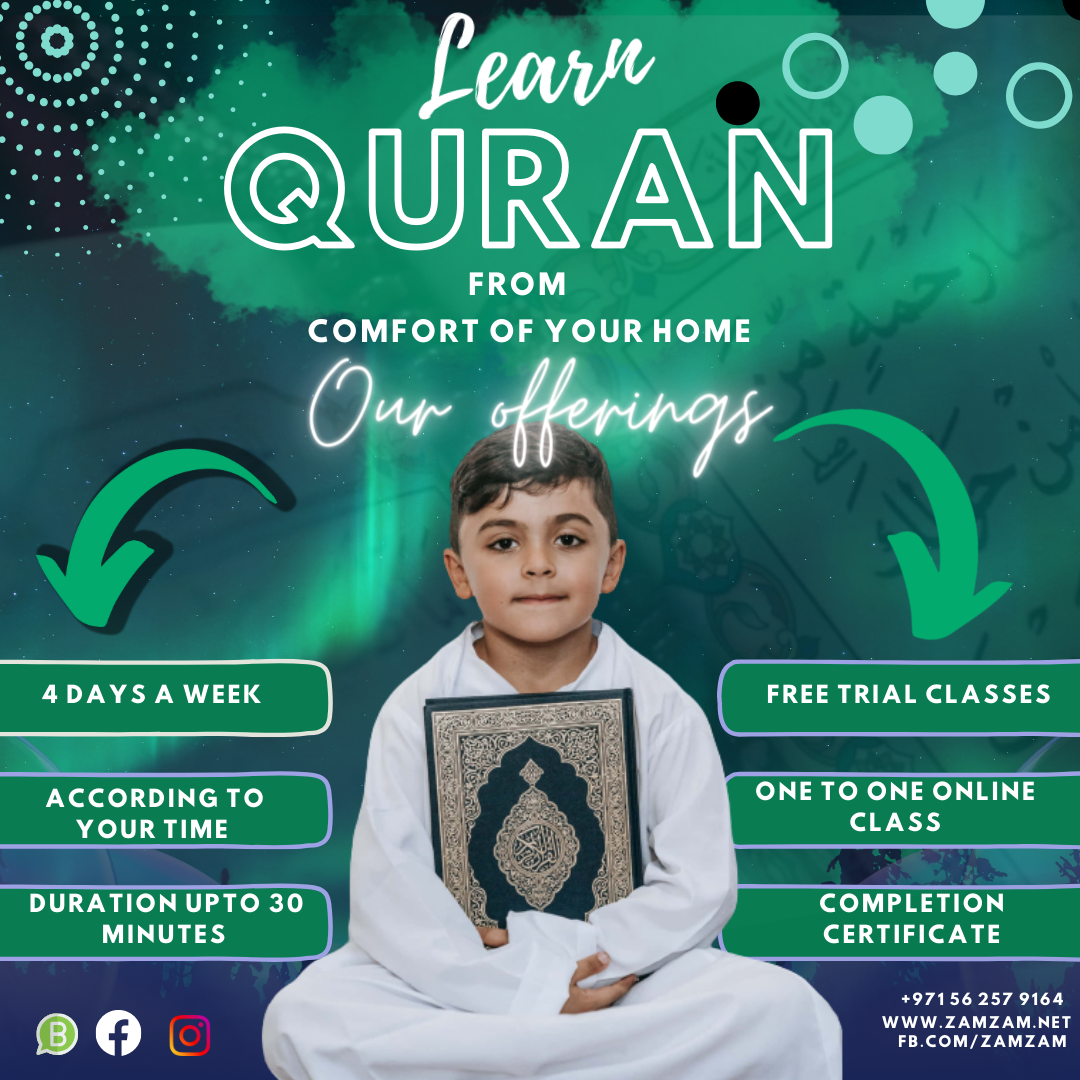 Learn
QURAN
FROM
COMFORT OF YOUR HOME
Our offerings
4 DAYS A WEEK
ACCORDING TO
YOUR TIME
DURATION UPTO 30
MINUTES
FREE TRIAL CLASSES
ONE TO ONE ONLINE
CLASS
COMPLETION
CERTIFICATE
B
+971 56 257 9164
WWW.ZAMZAM.NET
FB.COM/ZAMZAM